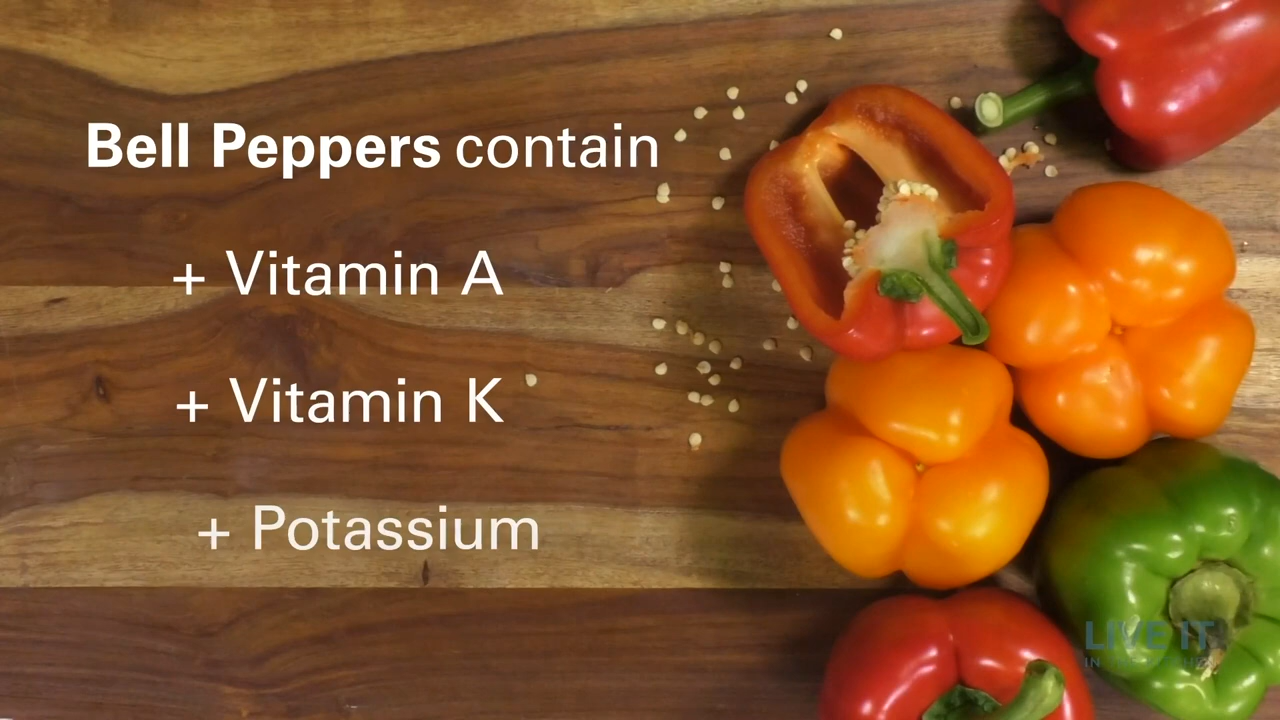 Bell Peppers contain
+ Vitamin A
+ Vitamin K
+ Potassium
LIVE IT